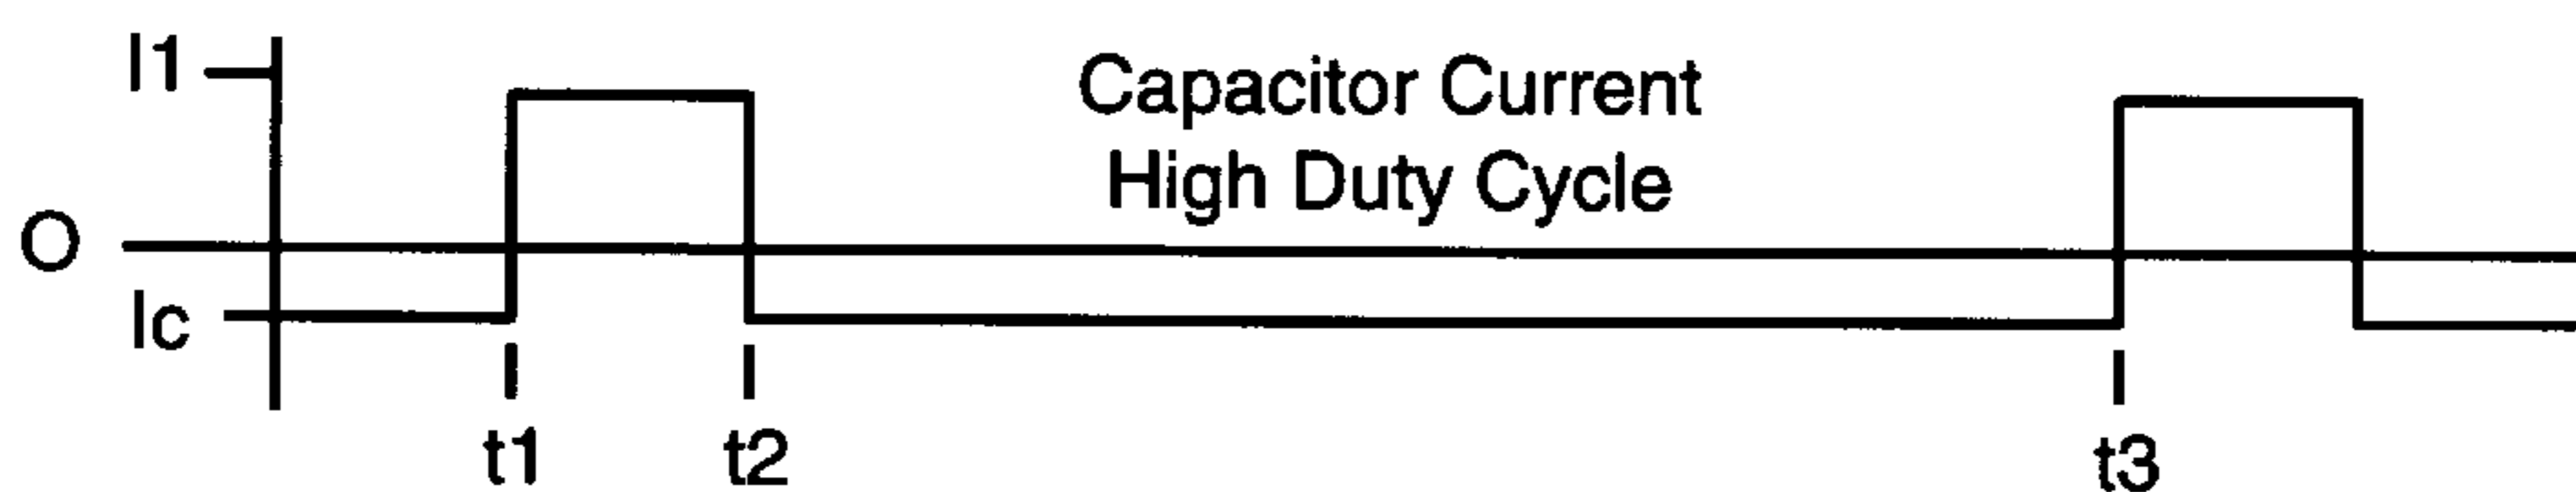 I1
Capacitor Current
High Duty Cycle
O
Ic
t1
t2
t3